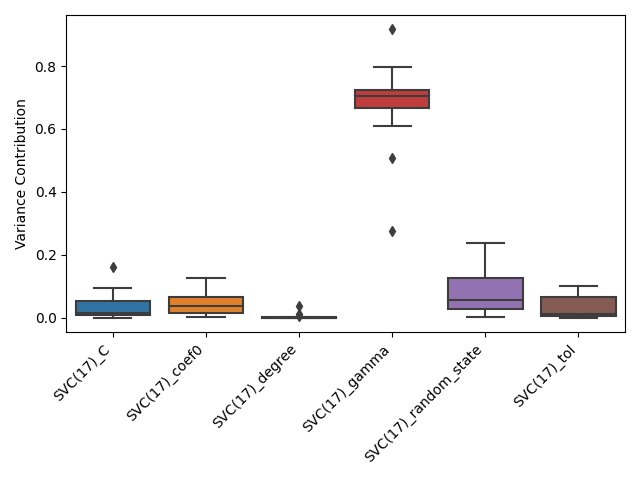 Variance Contribution
0.8
0.6
0.4
0.2
0.0
SVC(17)_C
SVC(17)_coef0
SVC(17)_degree
SVC(17)_gamma
SVC(17)_random_state
SVC(17)_tol